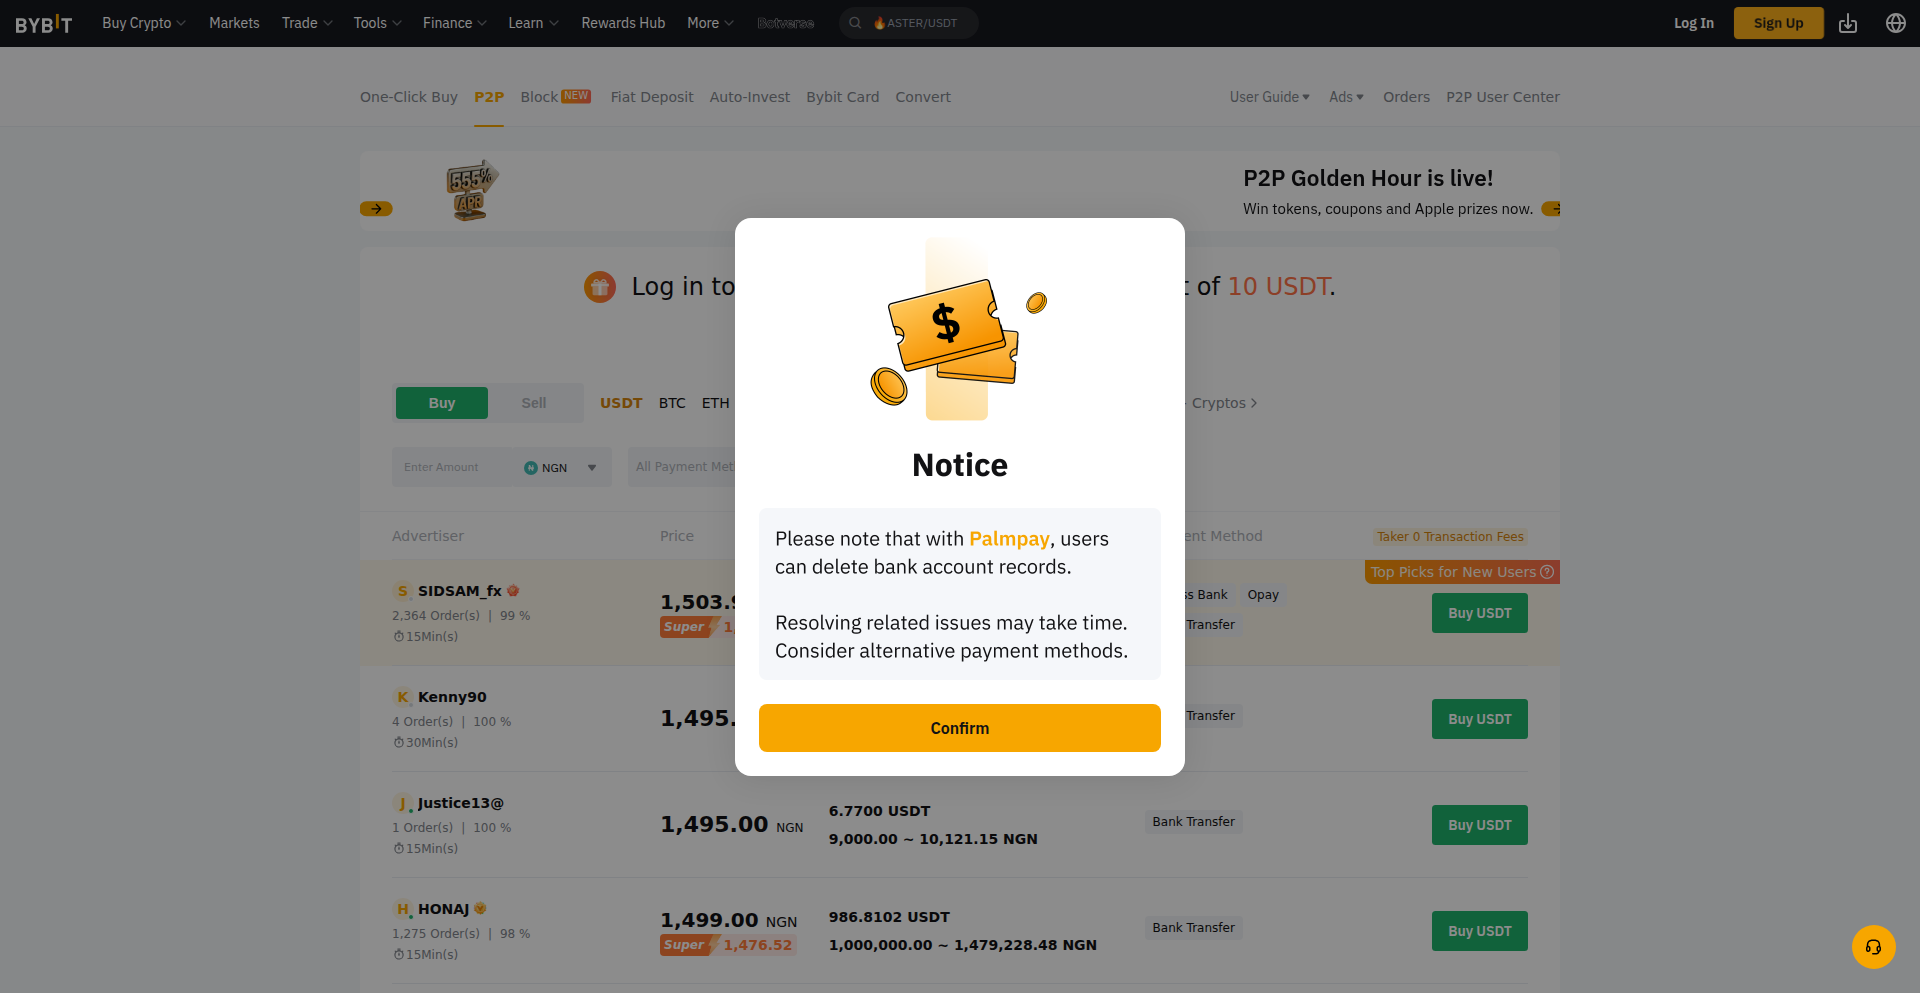 BYBIT Buy Crypto Markets Trade Tools Finance Learn Rewards Hub More Botverse ASTER/USDT Log In Sign Up
One-Click Buy P2P Block NEW Fiat Deposit Auto-Invest Bybit Card Convert User Guide Ads Orders P2P User Center
555%
APR
P2P Golden Hour is live!
Win tokens, coupons and Apple prizes now.
Log in to
of 10 USDT.
Buy Sell USDT BTC ETH Cryptos
Enter Amount NGN All Payment Met
Advertiser Price Method Taker 0 Transaction Fees
Top Picks for New Users
S SIDSAM_fx
2,364 Order(s) | 99 %
15Min(s)
1,503.
Super 1,
Bank Opay
Transfer
Buy USDT
K Kenny90
4 Order(s) | 100 %
30Min(s)
1,495.
Transfer
Buy USDT
J Justice13@
1 Order(s) | 100 %
15Min(s)
1,495.00 NGN
6.7700 USDT
9,000.00 ~ 10,121.15 NGN
Bank Transfer
Buy USDT
H HONAJ
1,275 Order(s) | 98 %
15Min(s)
1,499.00 NGN
Super 1,476.52
986.8102 USDT
1,000,000.00 ~ 1,479,228.48 NGN
Bank Transfer
Buy USDT
$
Notice
Please note that with Palmpay, users
can delete bank account records.
Resolving related issues may take time.
Consider alternative payment methods.
Confirm